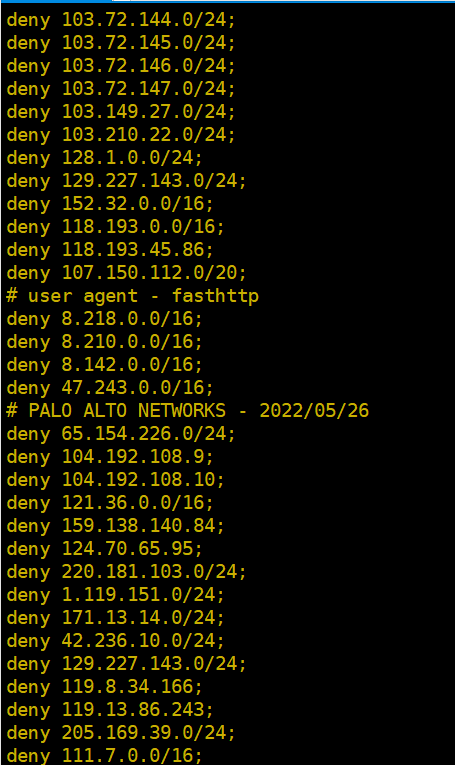 deny 103.72.144.0/24;
deny 103.72.145.0/24;
deny 103.72.146.0/24;
deny 103.72.147.0/24;
deny 103.149.27.0/24;
deny 103.210.22.0/24;
deny 128.1.0.0/24;
deny 129.227.143.0/24;
deny 152.32.0.0/16;
deny 118.193.0.0/16;
deny 118.193.45.86;
deny 107.150.112.0/20;
# user agent - fasthttp
deny 8.218.0.0/16;
deny 8.210.0.0/16;
deny 8.142.0.0/16;
deny 47.243.0.0/16;
# PALO ALTO NETWORKS - 2022/05/26
deny 65.154.226.0/24;
deny 104.192.108.9;
deny 104.192.108.10;
deny 121.36.0.0/16;
deny 159.138.140.84;
deny 124.70.65.95;
deny 220.181.103.0/24;
deny 1.119.151.0/24;
deny 171.13.14.0/24;
deny 42.236.10.0/24;
deny 129.227.143.0/24;
deny 119.8.34.166;
deny 119.13.86.243;
deny 205.169.39.0/24;
deny 111.7.0.0/16;